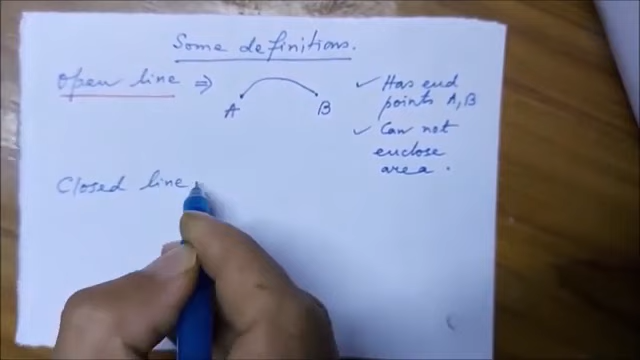 Some definitions.
Open line ⇒
A B
✓ Has end
points A, B
✓ Can not
enclose
area.
Closed line